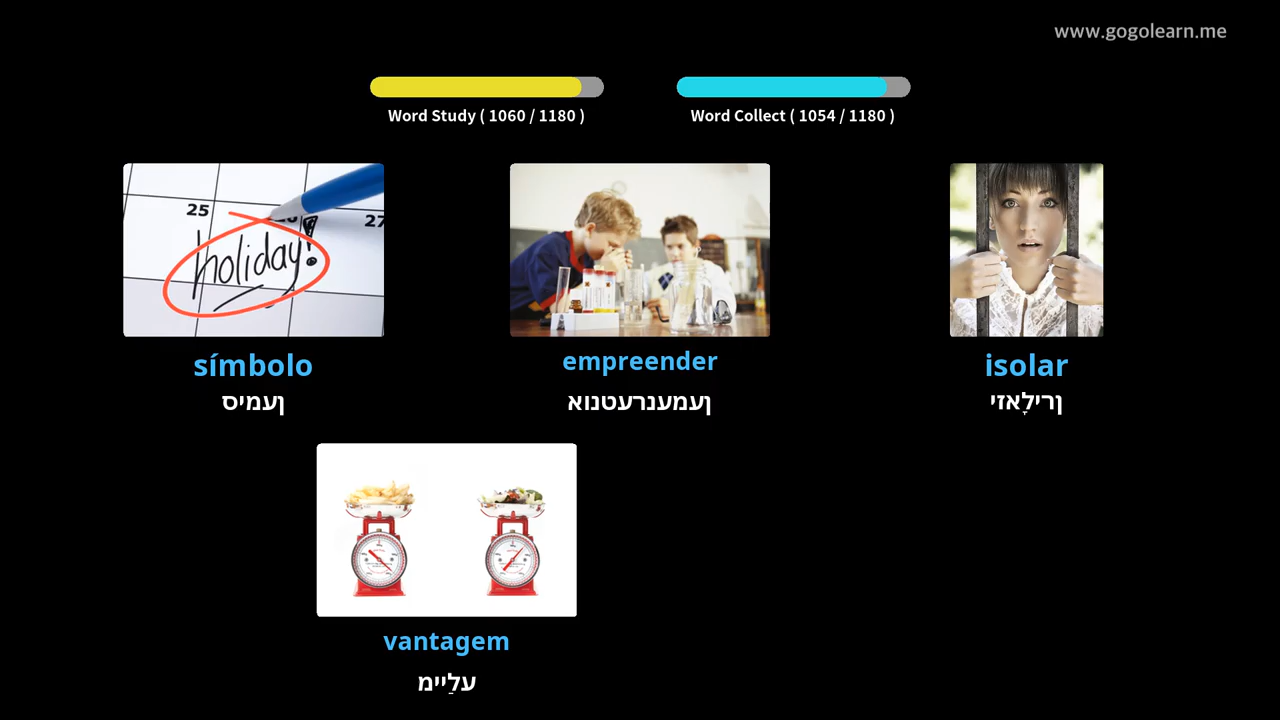 www.gogolearn.me
Word Study ( 1060 / 1180 )
Word Collect ( 1054 / 1180 )
25
27
holiday!
símbolo
ןעמיס
empreender
ןעמענרעטנוא
isolar
ןרילָאזי
vantagem
עלַיימ